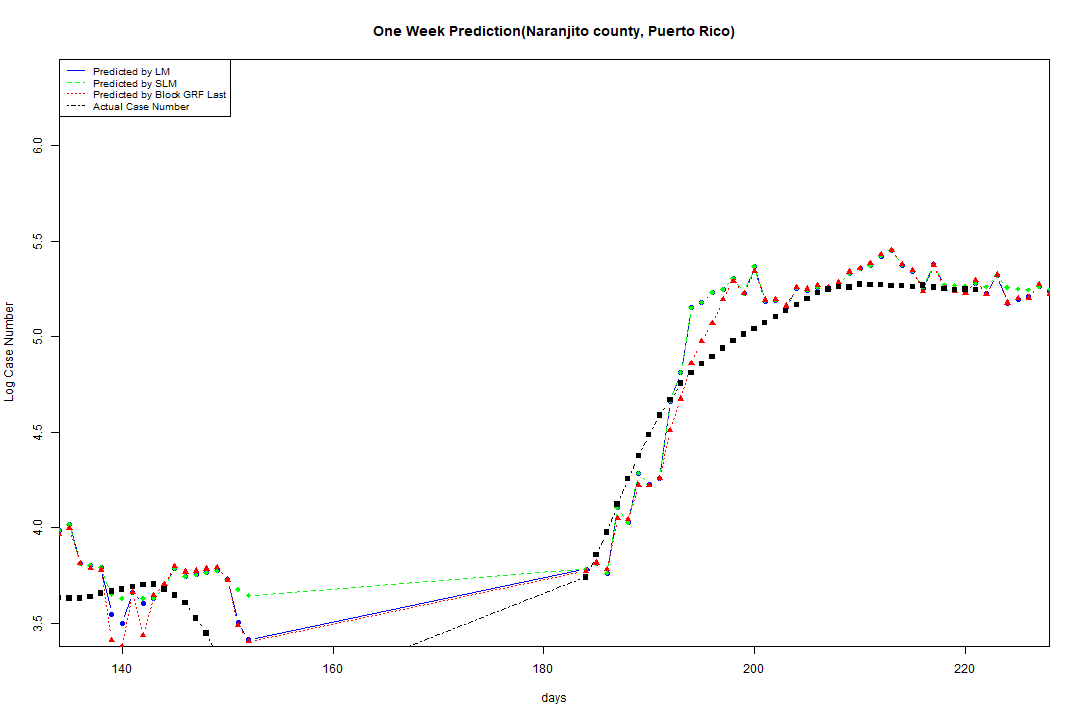 One Week Prediction(Naranjito county, Puerto Rico)
Predicted by LM
Predicted by SLM
Predicted by Block GRF Last
Actual Case Number
6.0
5.5
5.0
4.5
4.0
3.5
Log Case Number
140 160 180 200 220
days